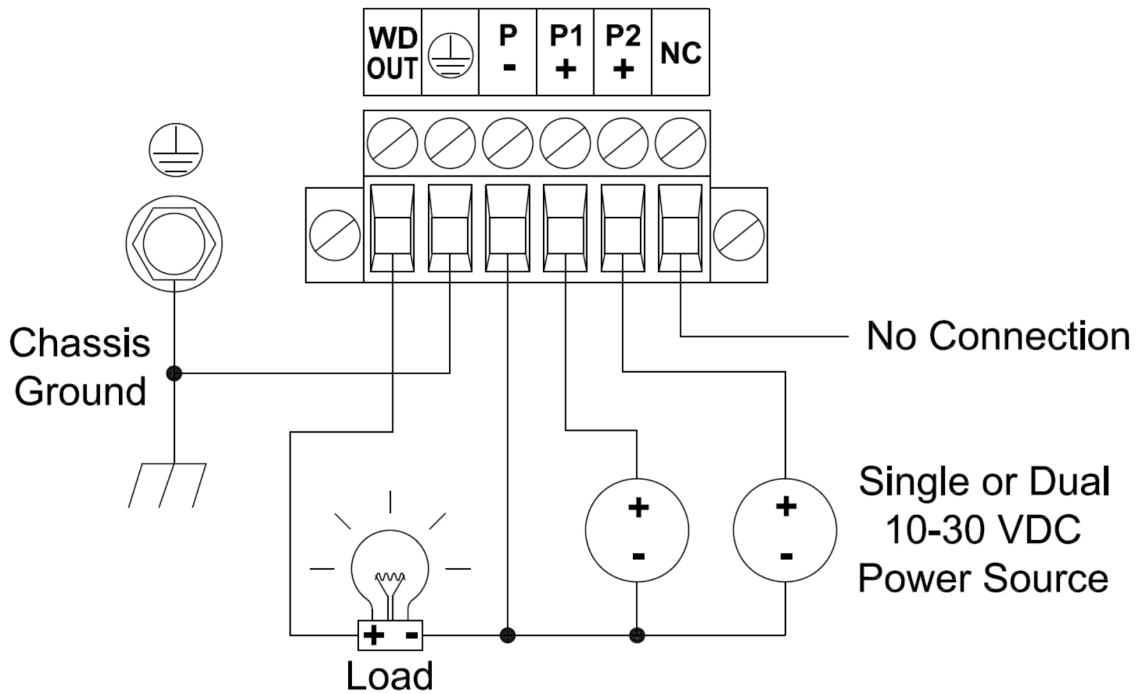 WD
OUT
P
-
P1
+
P2
+
NC
Chassis
Ground
No Connection
+
-
+
-
Single or Dual
10-30 VDC
Power Source
+ -
Load